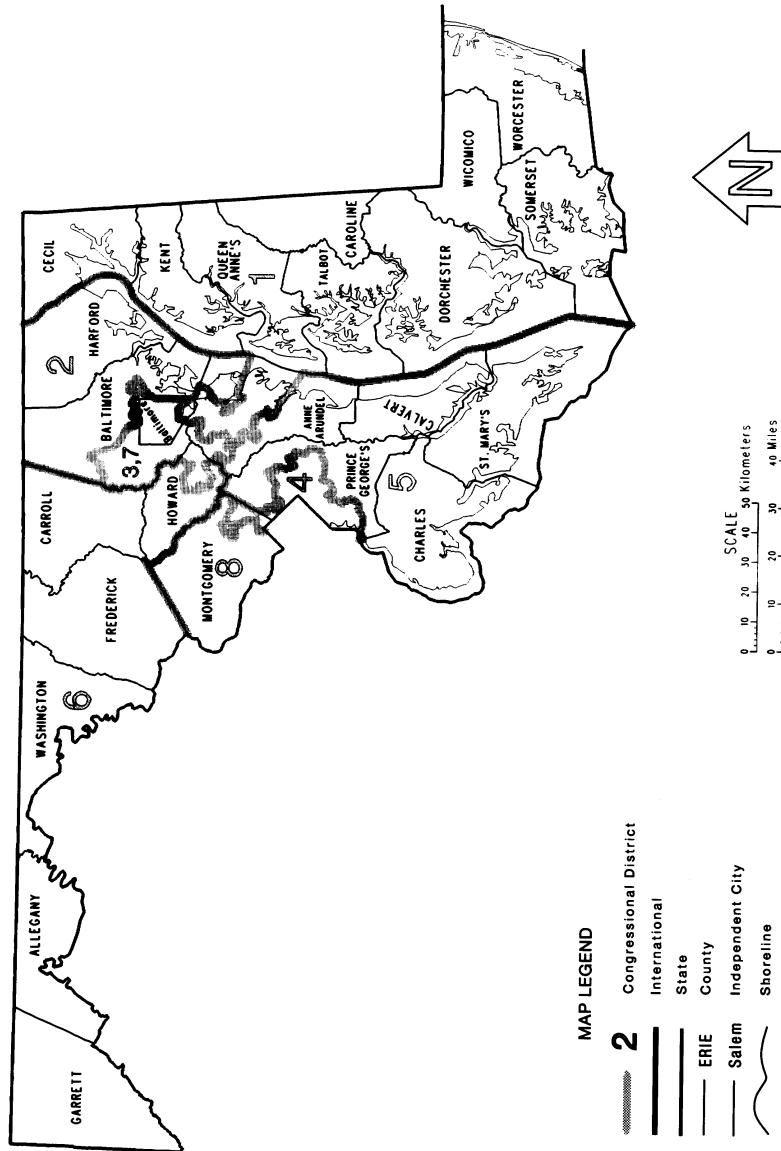 GARRETT
ALLEGANY
WASHINGTON
6
FREDERICK
CARROLL
MONTGOMERY
8
HOWARD
BALTIMORE
3,7
Baltimore
2
HARFORD
CECIL
KENT
QUEEN
ANNE'S
1
TALBOT
CAROLINE
ANNE
ARUNDEL
4
PRINCE
GEORGE'S
5
CHARLES
CALVERT
ST. MARY'S
DORCHESTER
WICOMICO
SOMERSET
WORCESTER
N
MAP LEGEND
2 Congressional District
International
State
ERIE County
Salem Independent City
Shoreline
SCALE
0 10 20 30 40 50 Kilometers
0 10 20 30 40 Miles